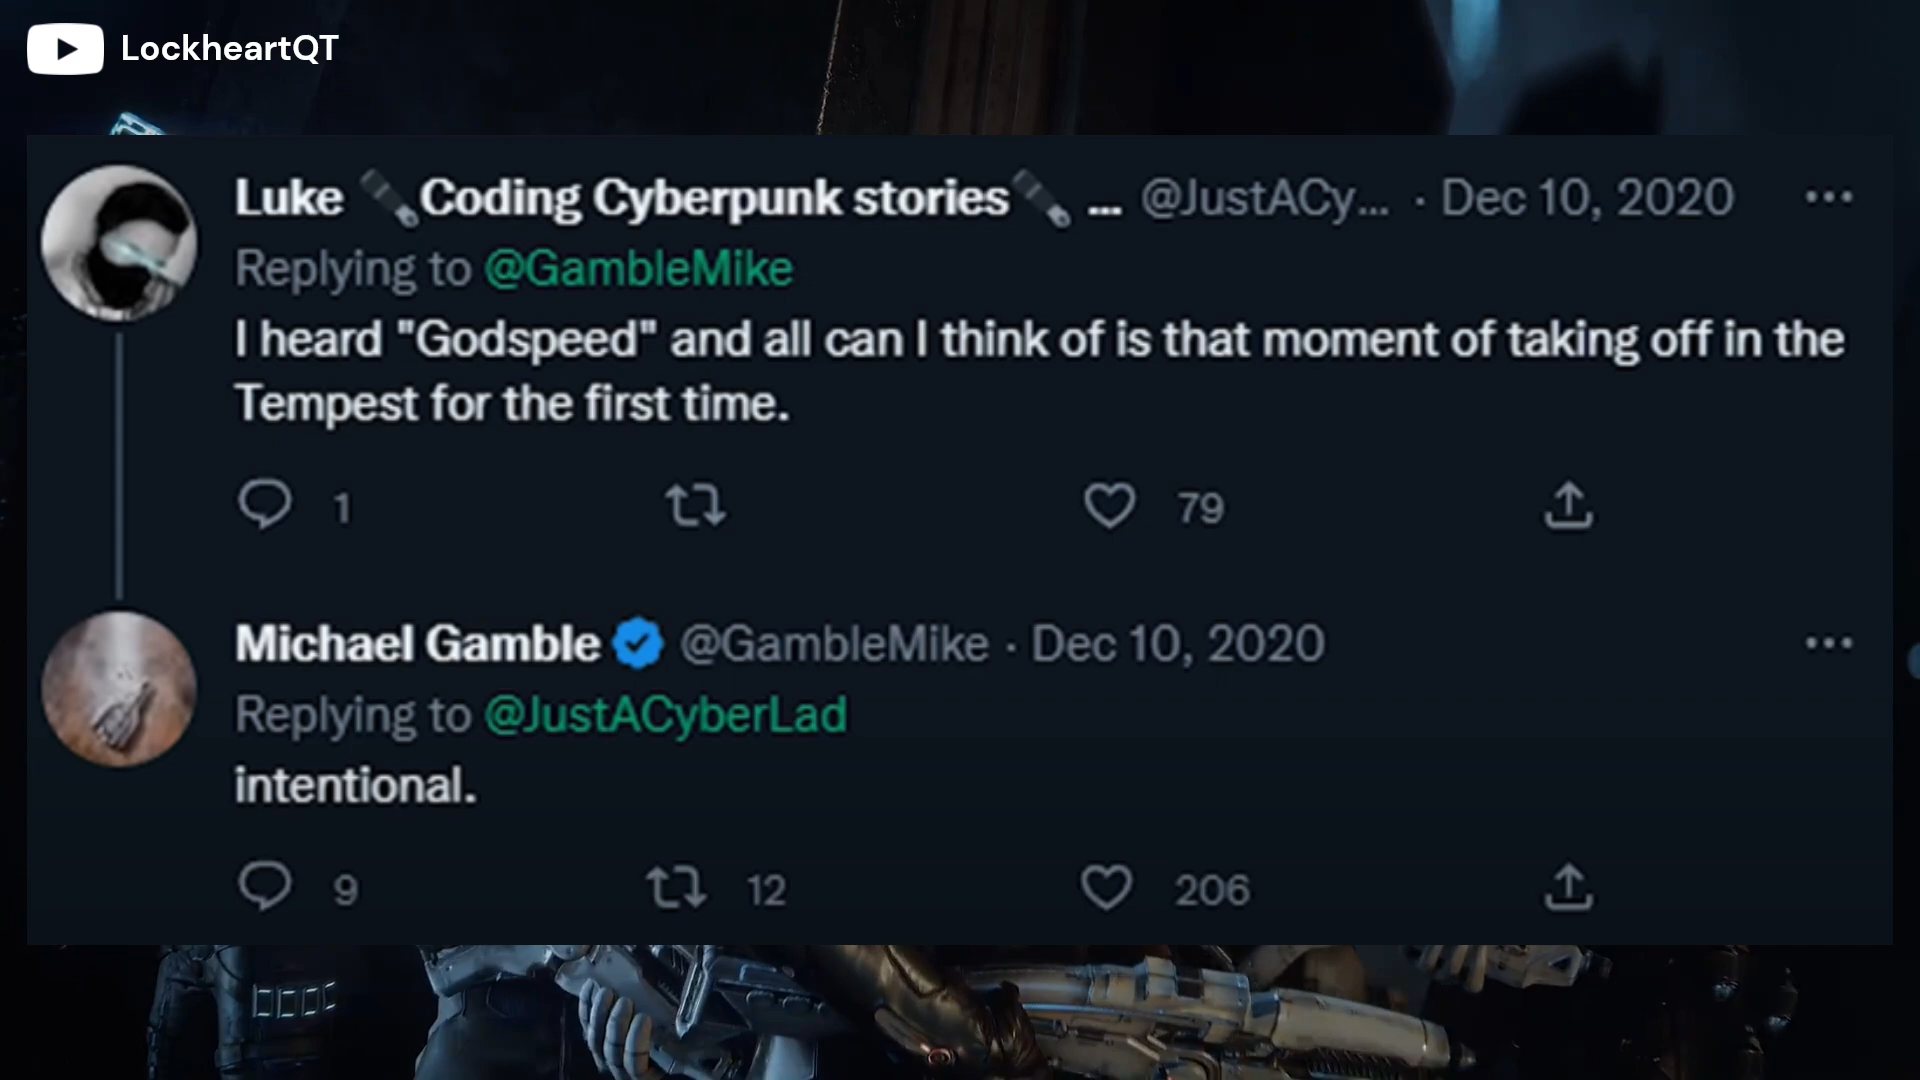 LockheartQT
Luke Coding Cyberpunk stories ... @JustACy... · Dec 10, 2020
Replying to @GambleMike
I heard "Godspeed" and all can I think of is that moment of taking off in the
Tempest for the first time.
1 79
Michael Gamble @GambleMike · Dec 10, 2020
Replying to @JustACyberLad
intentional.
9 12 206